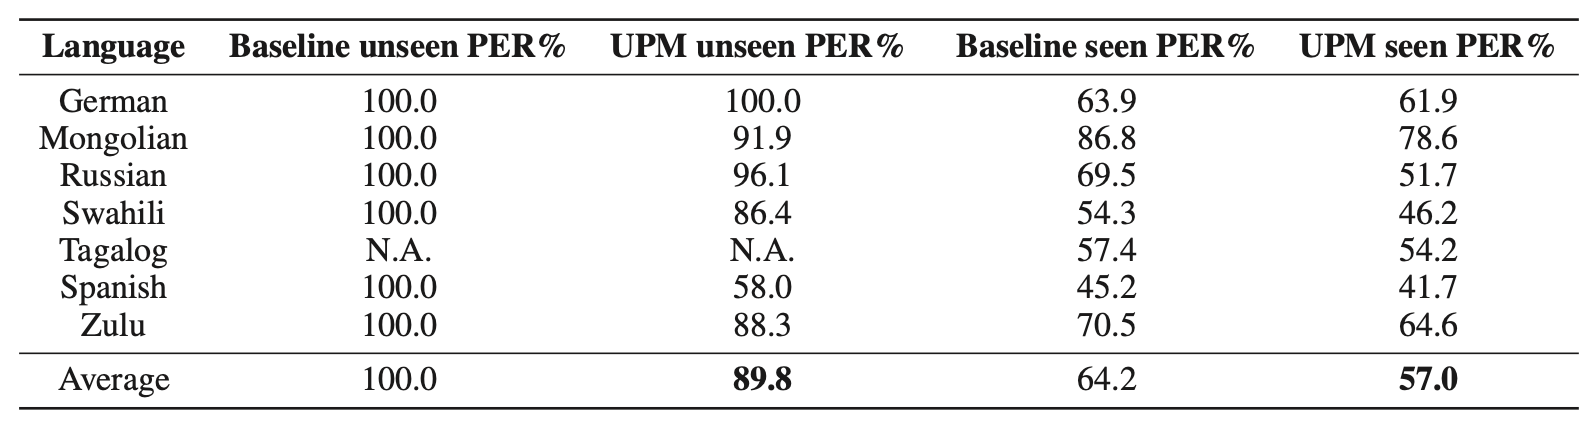 Language Baseline unseen PER% UPM unseen PER% Baseline seen PER% UPM seen PER%
German 100.0 100.0 63.9 61.9
Mongolian 100.0 91.9 86.8 78.6
Russian 100.0 96.1 69.5 51.7
Swahili 100.0 86.4 54.3 46.2
Tagalog N.A. N.A. 57.4 54.2
Spanish 100.0 58.0 45.2 41.7
Zulu 100.0 88.3 70.5 64.6
Average 100.0 89.8 64.2 57.0